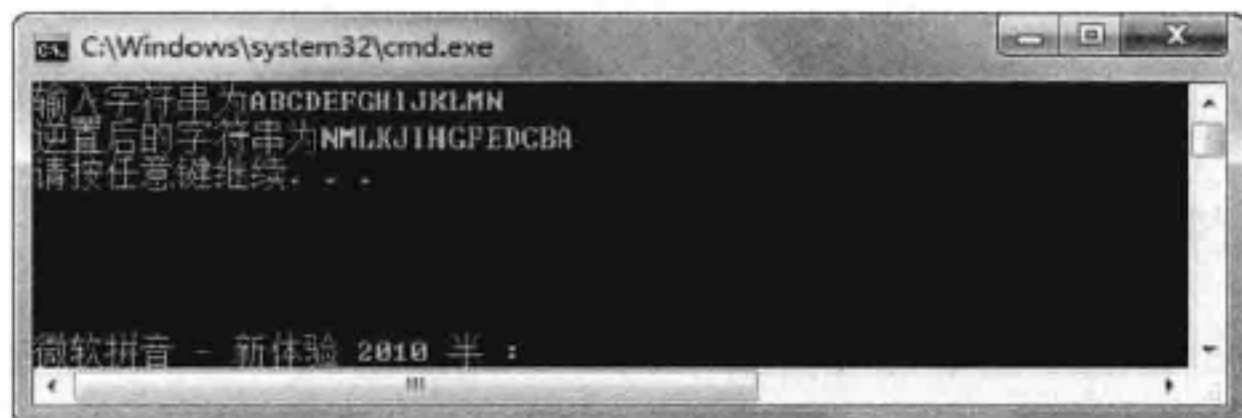 C:\Windows\system32\cmd.exe
输入字符串为ABCDEFGHIJKLMN
逆置后的字符串为NMLKJIHGFEDCBA
请按任意键继续. . .
微软拼音 - 新体验 2010 半 :